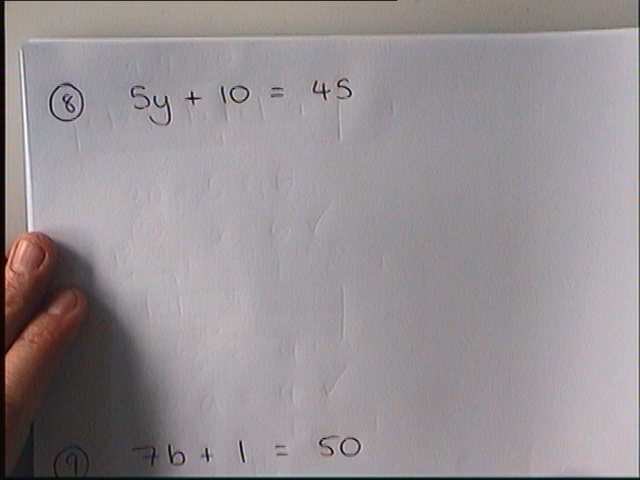 ⑧ 5y + 10 = 45
⑨ 7b + 1 = 50